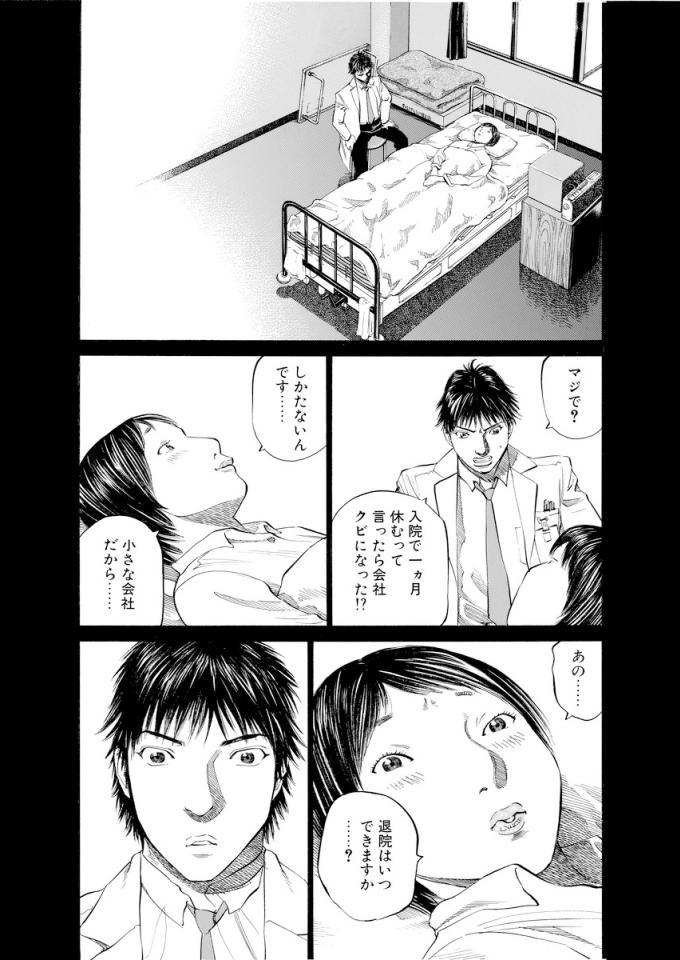 マジで？
入院で一ヵ月
休むって
言ったら会社
クビになった!?
しかたないん
です……
小さな会社
だから……
あの……
退院はいつ
できますか
……？